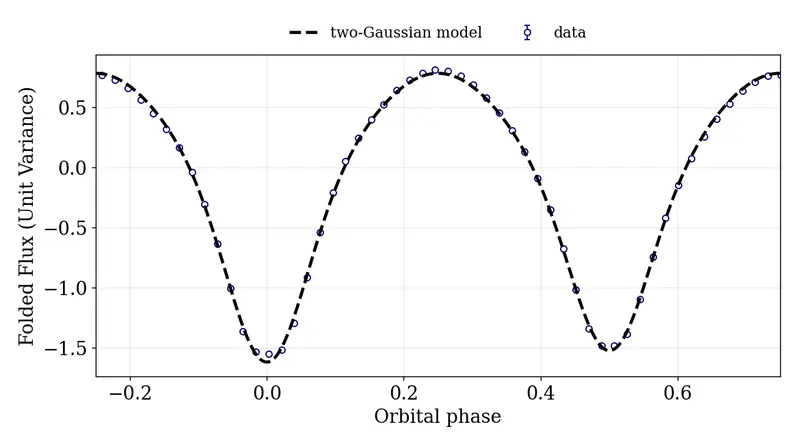 two-Gaussian model
data
Folded Flux (Unit Variance)
0.5
0.0
−0.5
−1.0
−1.5
−0.2
0.0
0.2
0.4
0.6
Orbital phase